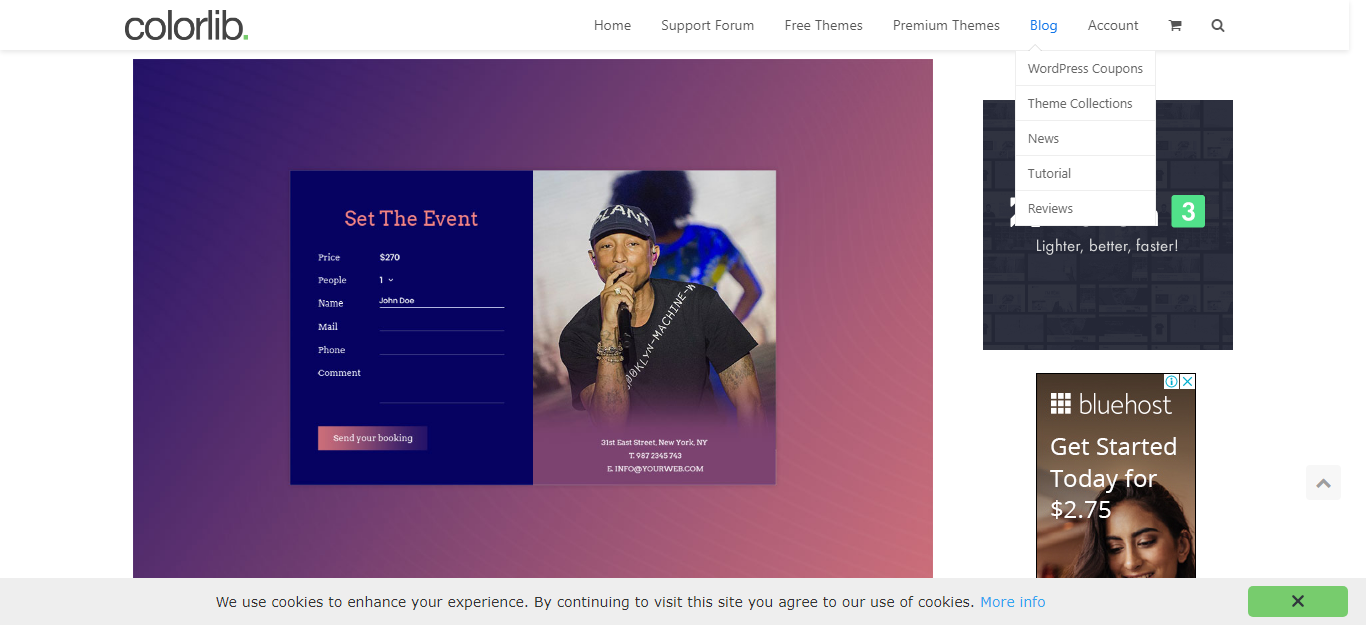 colorlib.
Home
Support Forum
Free Themes
Premium Themes
Blog
Account
WordPress Coupons
Theme Collections
News
Tutorial
Reviews
3
Lighter, better, faster!
Set The Event
Price $270
People 1
Name John Doe
Mail
Phone
Comment
Send your booking
PLANT
OOKLYN-MACHINE-W
31st East Street, New York, NY
T. 987 2345 743
E. INFO@YOURWEB.COM
bluehost
Get Started
Today for
$2.75
We use cookies to enhance your experience. By continuing to visit this site you agree to our use of cookies. More info